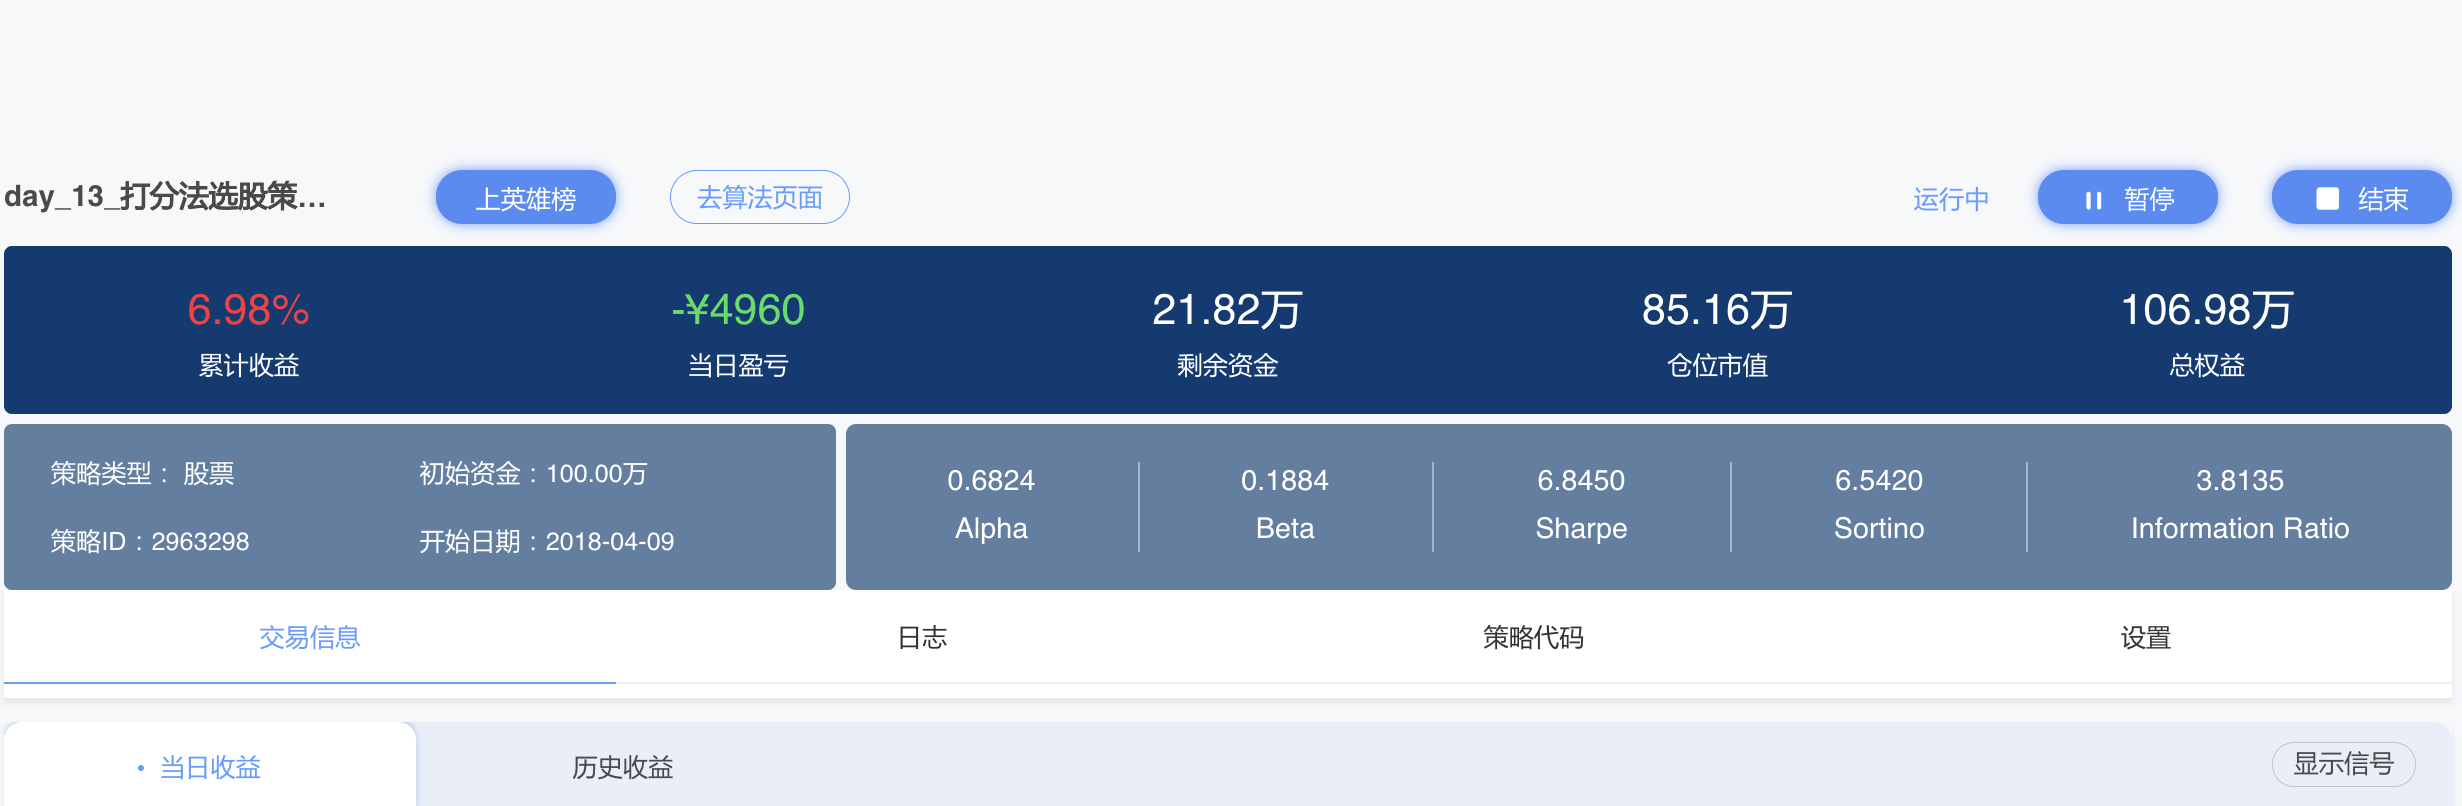 day_13_打分法选股策... 上英雄榜 去算法页面 运行中 暂停 结束
6.98% -¥4960 21.82万 85.16万 106.98万
累计收益 当日盈亏 剩余资金 仓位市值 总权益
策略类型： 股票 初始资金：100.00万
策略ID：2963298 开始日期：2018-04-09
0.6824 0.1884 6.8450 6.5420 3.8135
Alpha Beta Sharpe Sortino Information Ratio
交易信息 日志 策略代码 设置
• 当日收益 历史收益 显示信号